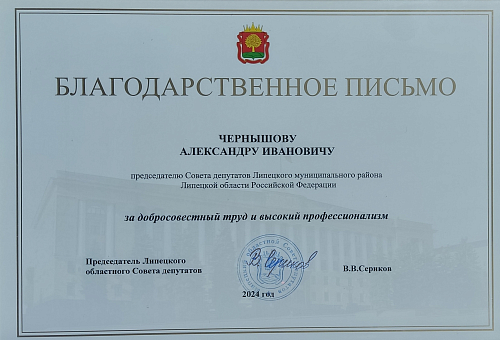 БЛАГОДАРСТВЕННОЕ ПИСЬМО
ЧЕРНЫШОВУ
АЛЕКСАНДРУ ИВАНОВИЧУ
председателю Совета депутатов Липецкого муниципального района
Липецкой области Российской Федерации
за добросовестный труд и высокий профессионализм
Председатель Липецкого
областного Совета депутатов
В.В.Сериков
2024 год